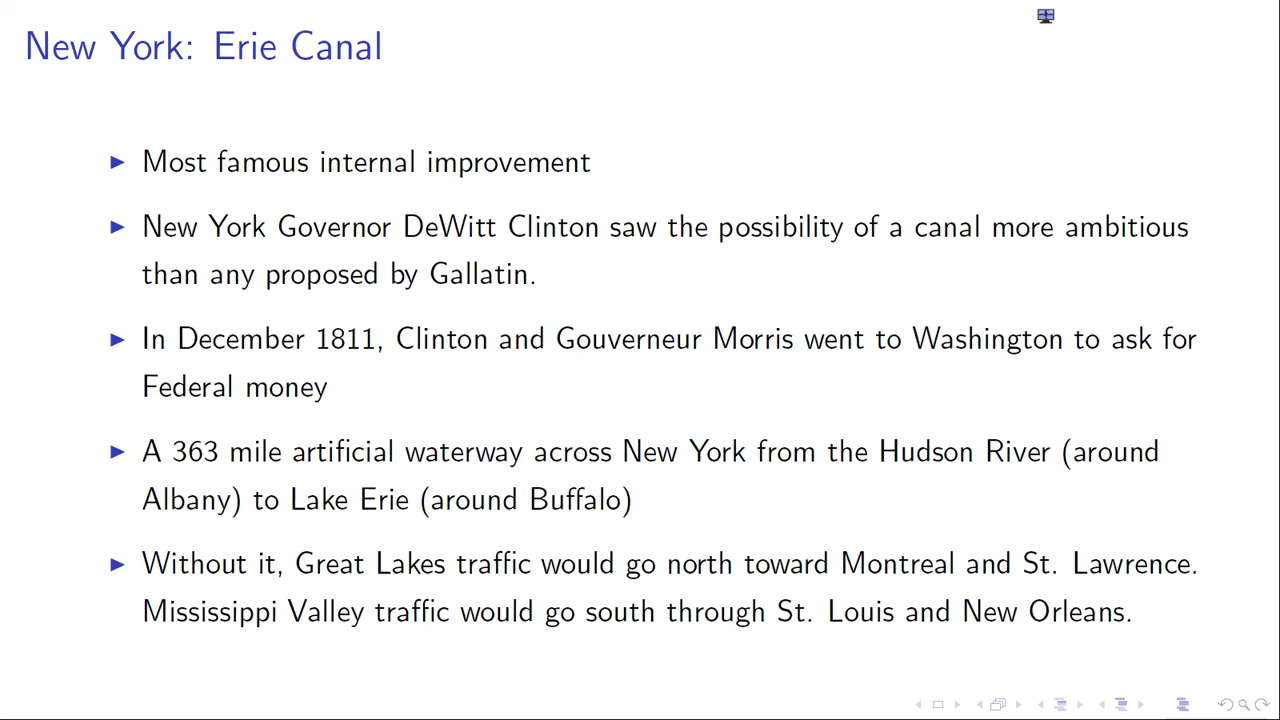 New York: Erie Canal
Most famous internal improvement
New York Governor DeWitt Clinton saw the possibility of a canal more ambitious
than any proposed by Gallatin.
In December 1811, Clinton and Gouverneur Morris went to Washington to ask for
Federal money
A 363 mile artificial waterway across New York from the Hudson River (around
Albany) to Lake Erie (around Buffalo)
Without it, Great Lakes traffic would go north toward Montreal and St. Lawrence.
Mississippi Valley traffic would go south through St. Louis and New Orleans.